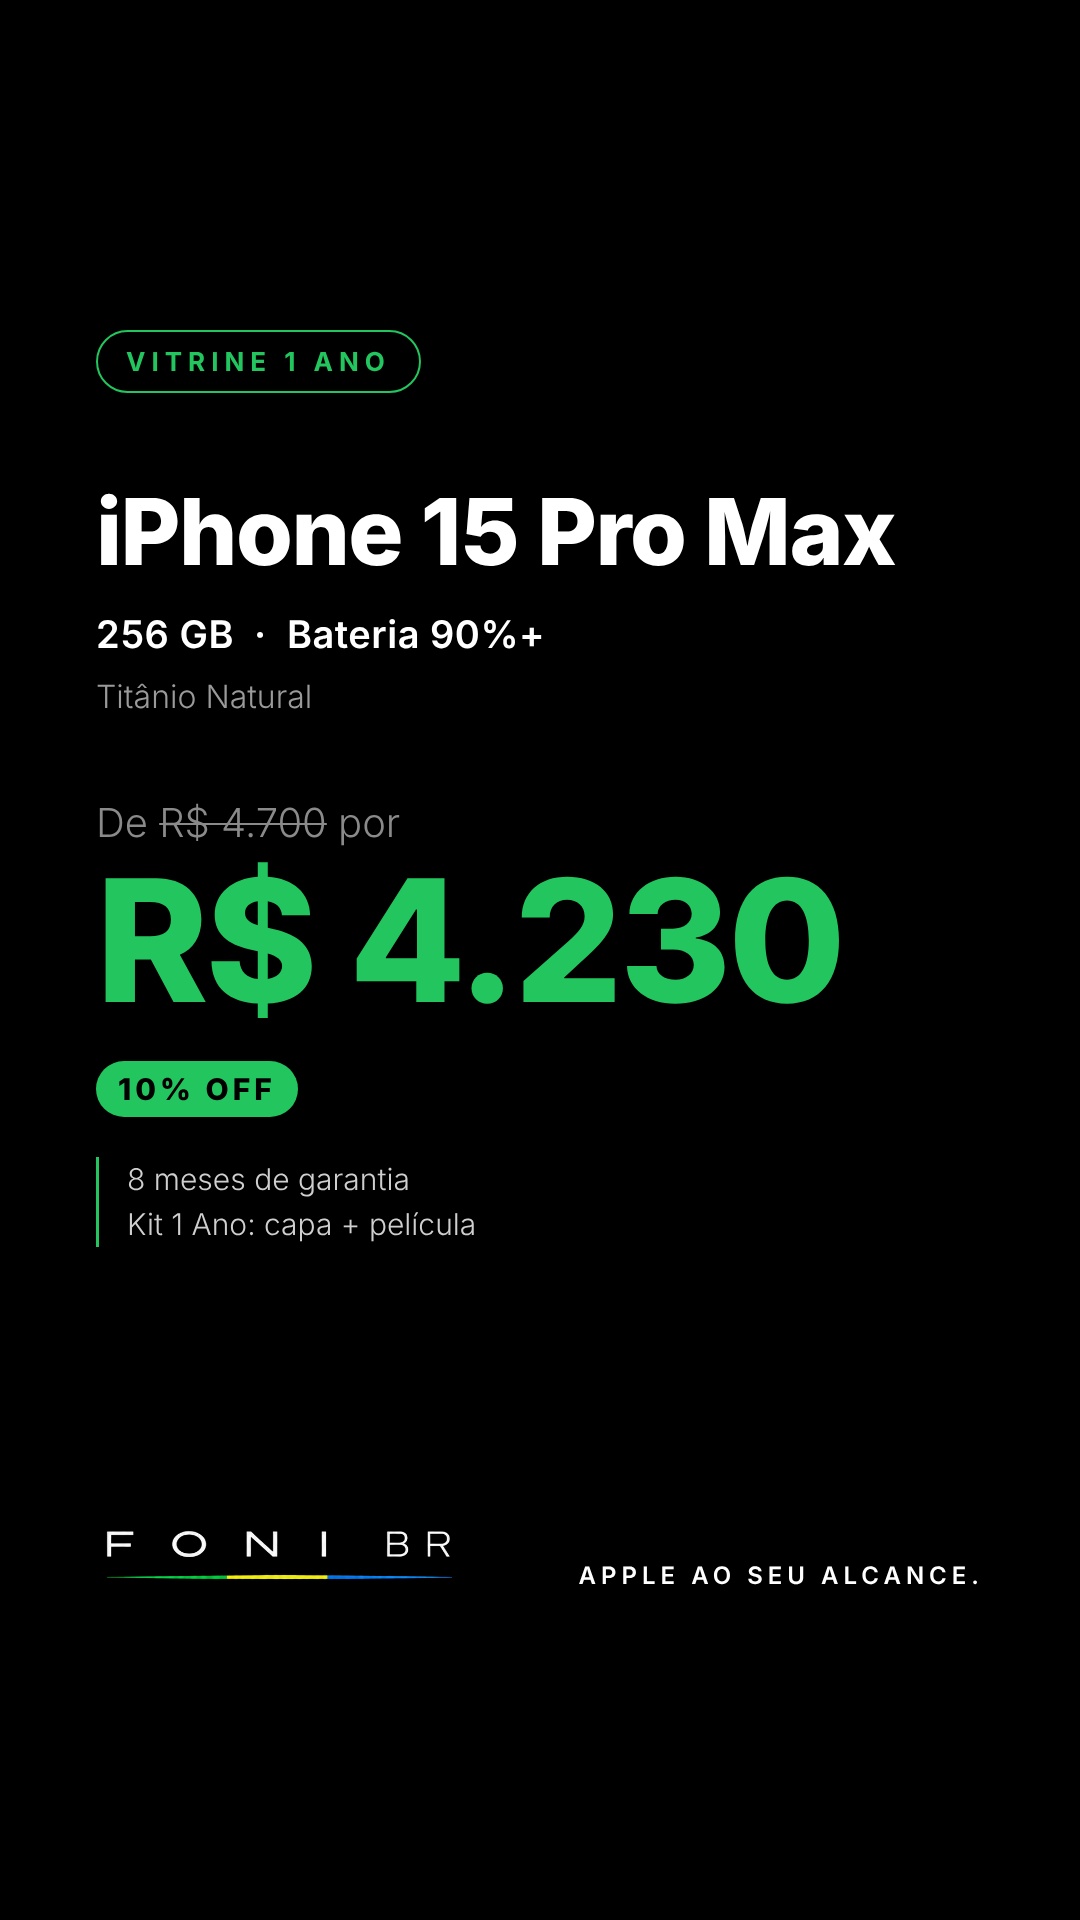 VITRINE 1 ANO
iPhone 15 Pro Max
256 GB · Bateria 90%+
Titânio Natural
De R$ 4.700 por
R$ 4.230
10% OFF
8 meses de garantia
Kit 1 Ano: capa + película
FONI BR
APPLE AO SEU ALCANCE.